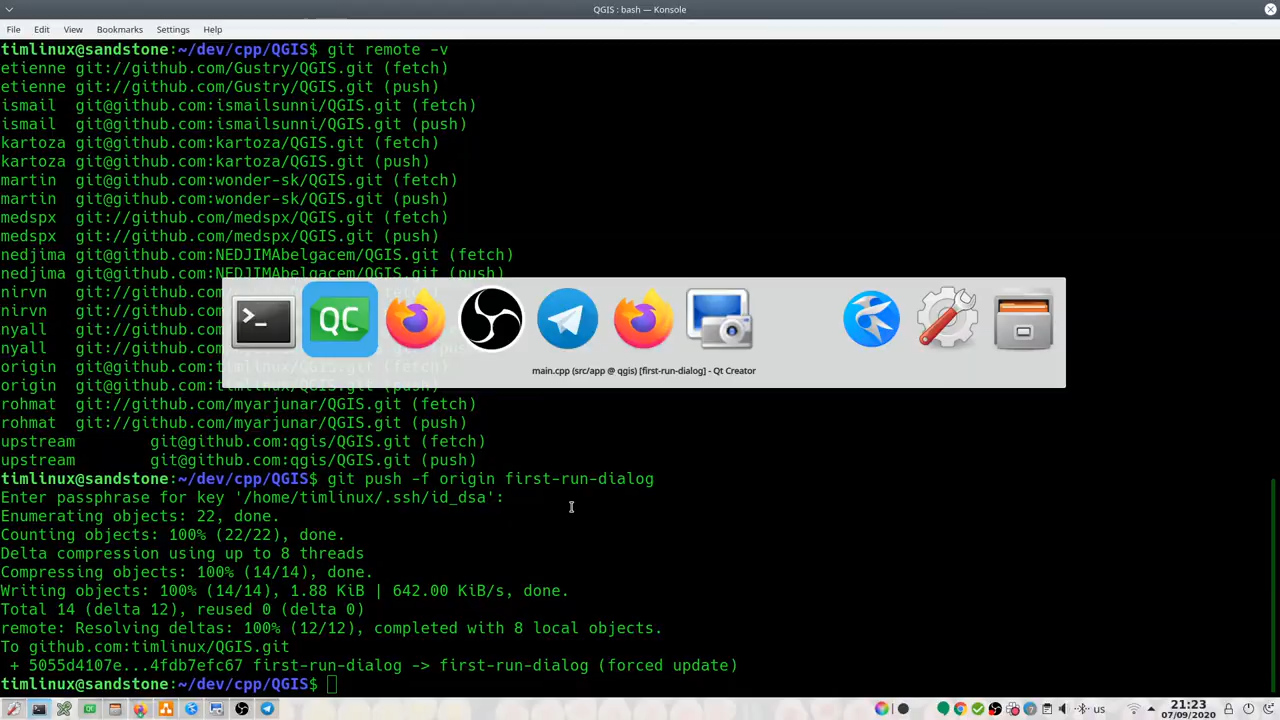 QGIS : bash — Konsole
File Edit View Bookmarks Settings Help
timlinux@sandstone:~/dev/cpp/QGIS$ git remote -v
etienne git://github.com/Gustry/QGIS.git (fetch)
etienne git://github.com/Gustry/QGIS.git (push)
ismail git@github.com:ismailsunni/QGIS.git (fetch)
ismail git@github.com:ismailsunni/QGIS.git (push)
kartoza git@github.com:kartoza/QGIS.git (fetch)
kartoza git@github.com:kartoza/QGIS.git (push)
martin git@github.com:wonder-sk/QGIS.git (fetch)
martin git@github.com:wonder-sk/QGIS.git (push)
medspx git://github.com/medspx/QGIS.git (fetch)
medspx git://github.com/medspx/QGIS.git (push)
nedjima git@github.com:NEDJIMAbelgacem/QGIS.git (fetch)
nedjima git@github.com:NEDJIMAbelgacem/QGIS.git (push)
nirvn
nirvn
nyall
nyall
origin
origin
>_
QC
main.cpp (src/app @ qgis) [first-run-dialog] - Qt Creator
rohmat git://github.com/myarjunar/QGIS.git (fetch)
rohmat git://github.com/myarjunar/QGIS.git (push)
upstream git@github.com:qgis/QGIS.git (fetch)
upstream git@github.com:qgis/QGIS.git (push)
timlinux@sandstone:~/dev/cpp/QGIS$ git push -f origin first-run-dialog
Enter passphrase for key '/home/timlinux/.ssh/id_dsa':
Enumerating objects: 22, done.
Counting objects: 100% (22/22), done.
Delta compression using up to 8 threads
Compressing objects: 100% (14/14), done.
Writing objects: 100% (14/14), 1.88 KiB | 642.00 KiB/s, done.
Total 14 (delta 12), reused 0 (delta 0)
remote: Resolving deltas: 100% (12/12), completed with 8 local objects.
To github.com:timlinux/QGIS.git
+ 5055d4107e...4fdb7efc67 first-run-dialog -> first-run-dialog (forced update)
timlinux@sandstone:~/dev/cpp/QGIS$
us
21:23
07/09/2020